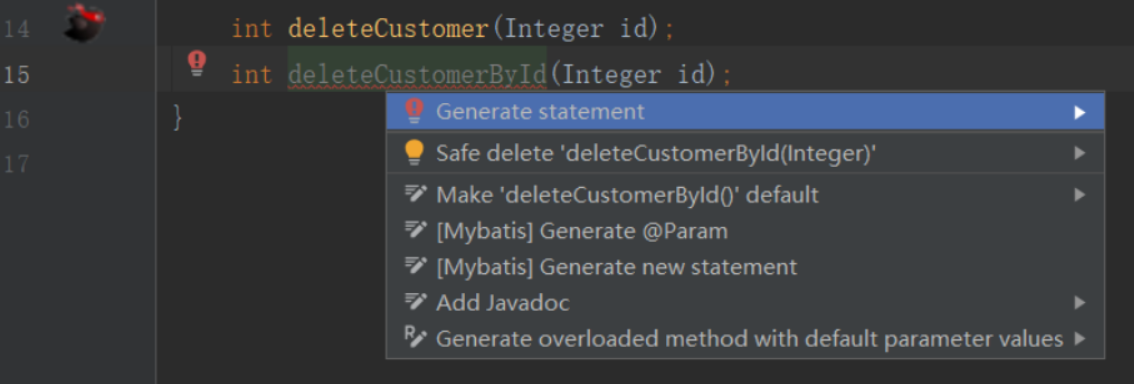 14 int deleteCustomer(Integer id);
15 int deleteCustomerById(Integer id);
16 }
Generate statement
Safe delete 'deleteCustomerById(Integer)'
17
Make 'deleteCustomerById()' default
[Mybatis] Generate @Param
[Mybatis] Generate new statement
Add Javadoc
Generate overloaded method with default parameter values